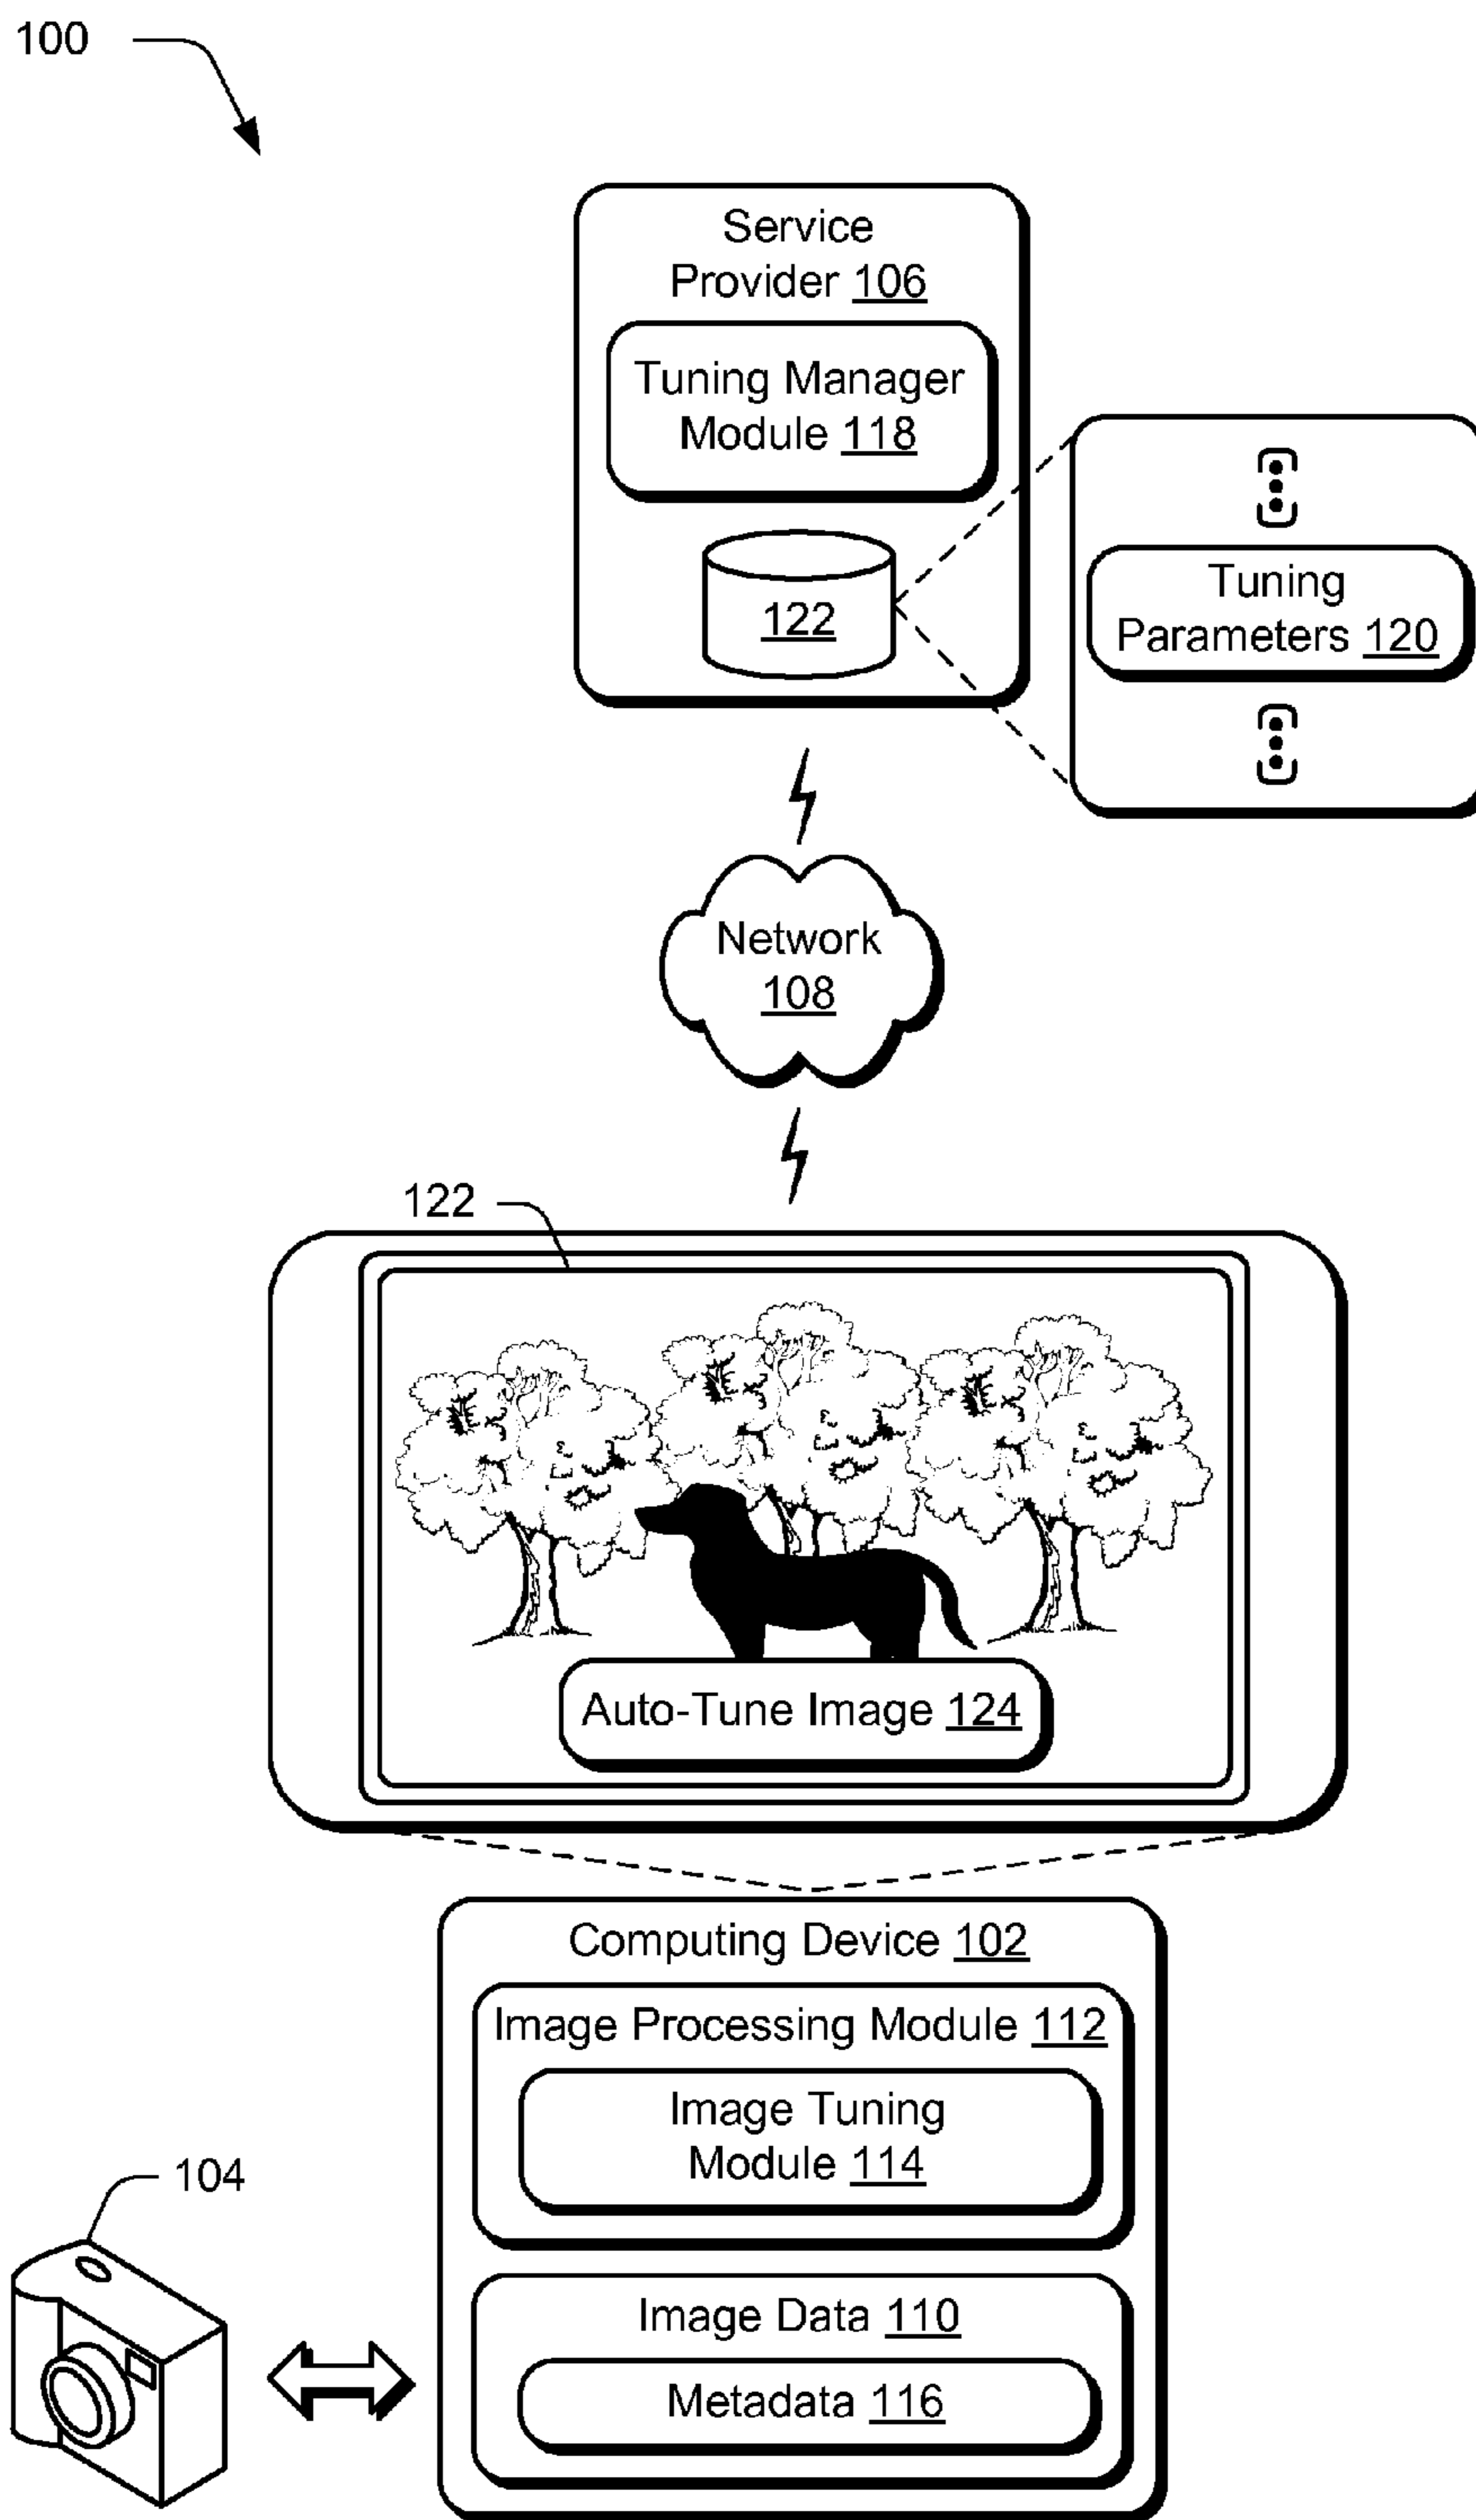 100
Service
Provider 106
Tuning Manager
Module 118
122
Tuning
Parameters 120
Network
108
122
Auto-Tune Image 124
Computing Device 102
Image Processing Module 112
Image Tuning
Module 114
104
Image Data 110
Metadata 116